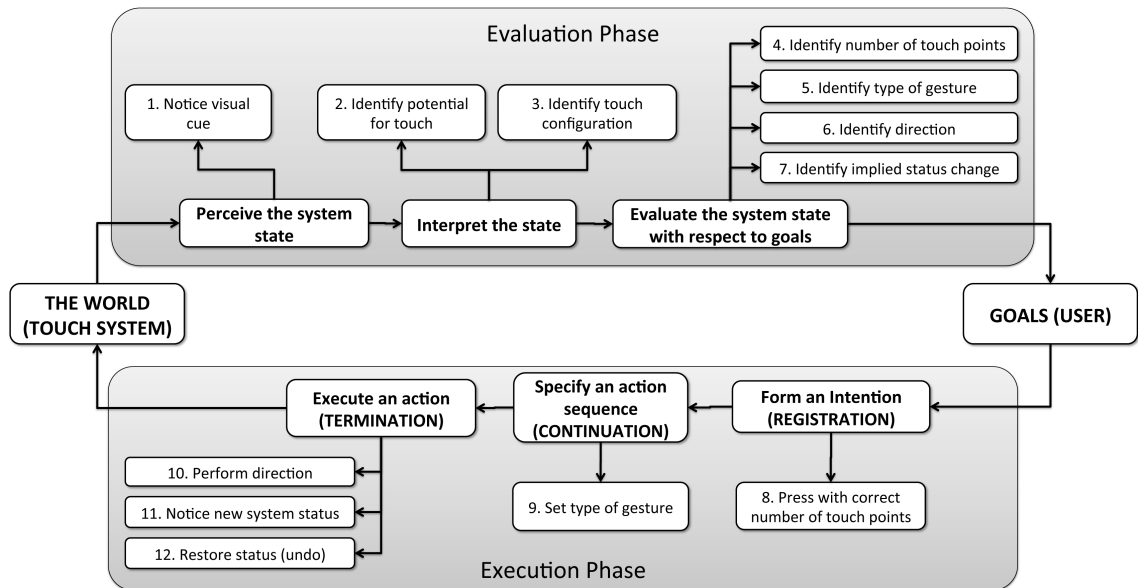 Evaluation Phase
1. Notice visual
cue
2. Identify potential
for touch
3. Identify touch
configuration
4. Identify number of touch points
5. Identify type of gesture
6. Identify direction
7. Identify implied status change
Perceive the system
state
Interpret the state
Evaluate the system state
with respect to goals
THE WORLD
(TOUCH SYSTEM)
GOALS (USER)
Execute an action
(TERMINATION)
Specify an action
sequence
(CONTINUATION)
Form an Intention
(REGISTRATION)
10. Perform direction
11. Notice new system status
12. Restore status (undo)
9. Set type of gesture
8. Press with correct
number of touch points
Execution Phase